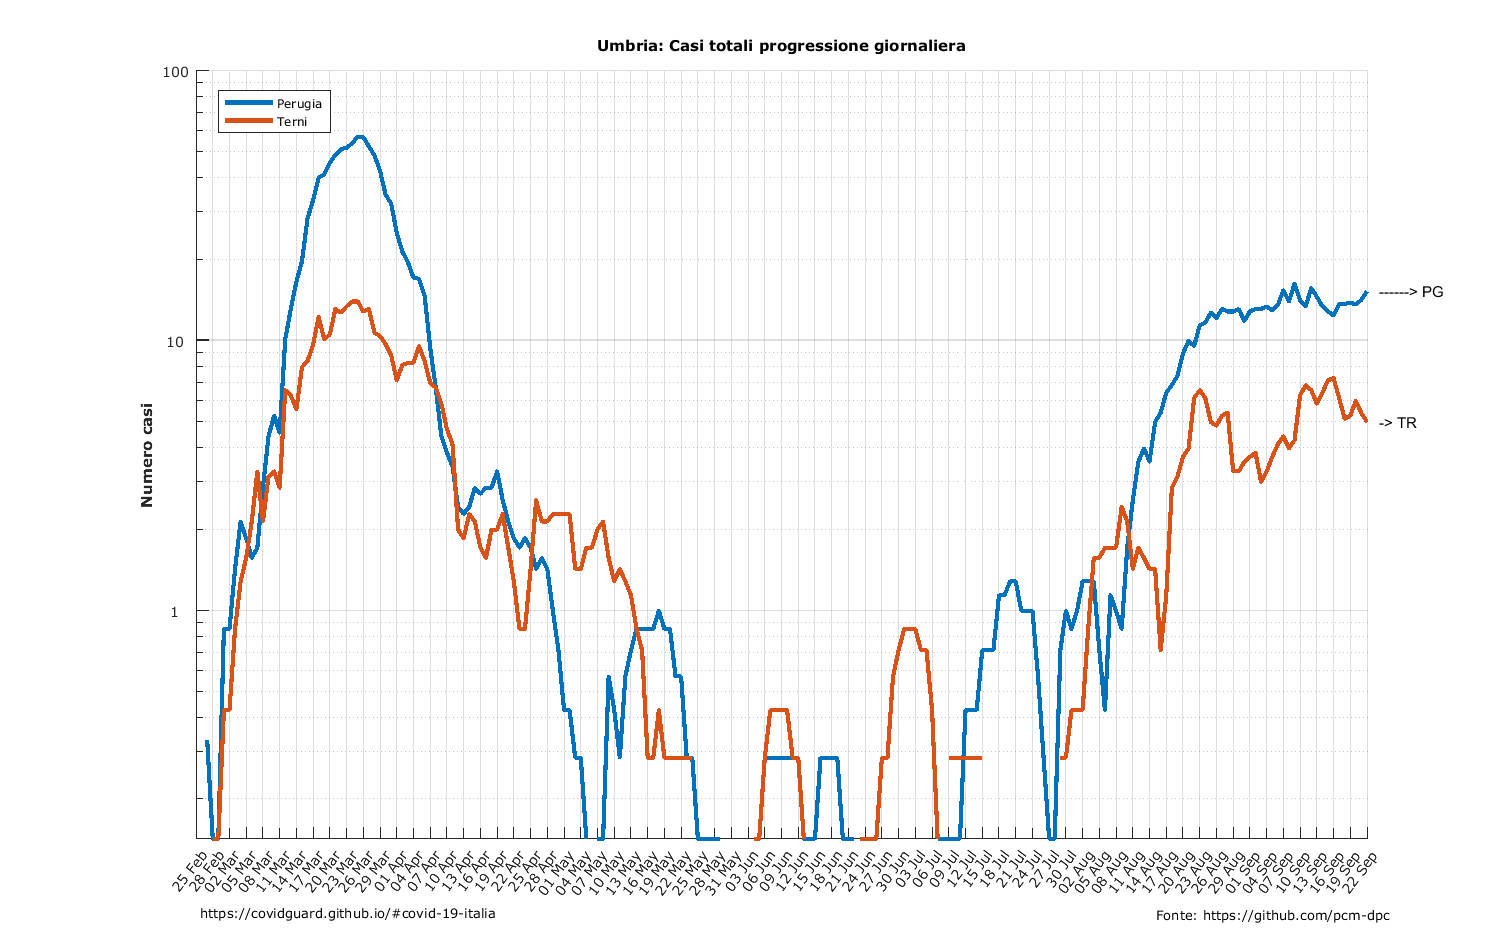 Umbria: Casi totali progressione giornaliera
100
10
1
Numero casi
Perugia
Terni
------> PG
-> TR
25 Feb
28 Feb
02 Mar
05 Mar
08 Mar
11 Mar
14 Mar
17 Mar
20 Mar
23 Mar
26 Mar
29 Mar
01 Apr
04 Apr
07 Apr
10 Apr
13 Apr
16 Apr
19 Apr
22 Apr
25 Apr
28 Apr
01 May
04 May
07 May
10 May
13 May
16 May
19 May
22 May
25 May
28 May
31 May
03 Jun
06 Jun
09 Jun
12 Jun
15 Jun
18 Jun
21 Jun
24 Jun
27 Jun
30 Jun
03 Jul
06 Jul
09 Jul
12 Jul
15 Jul
18 Jul
21 Jul
24 Jul
27 Jul
30 Jul
02 Aug
05 Aug
08 Aug
11 Aug
14 Aug
17 Aug
20 Aug
23 Aug
26 Aug
29 Aug
01 Sep
04 Sep
07 Sep
10 Sep
13 Sep
16 Sep
19 Sep
22 Sep
https://covidguard.github.io/#covid-19-italia
Fonte: https://github.com/pcm-dpc